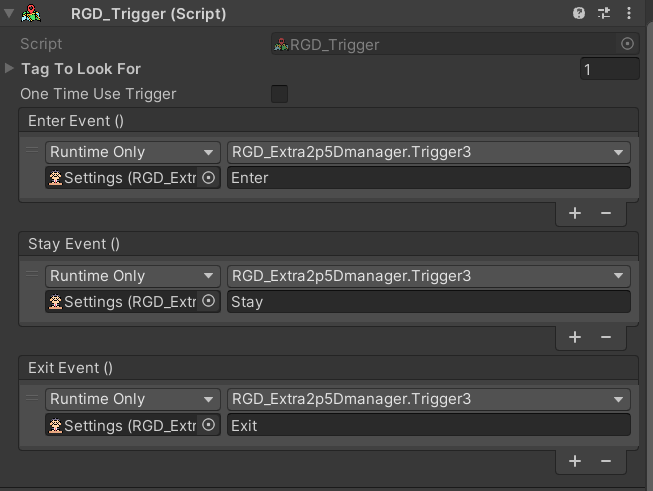 RGD_Trigger (Script)
Script RGD_Trigger
Tag To Look For 1
One Time Use Trigger
Enter Event ()
Runtime Only RGD_Extra2p5Dmanager.Trigger3
Settings (RGD_Extr Enter
Stay Event ()
Runtime Only RGD_Extra2p5Dmanager.Trigger3
Settings (RGD_Extr Stay
Exit Event ()
Runtime Only RGD_Extra2p5Dmanager.Trigger3
Settings (RGD_Extr Exit